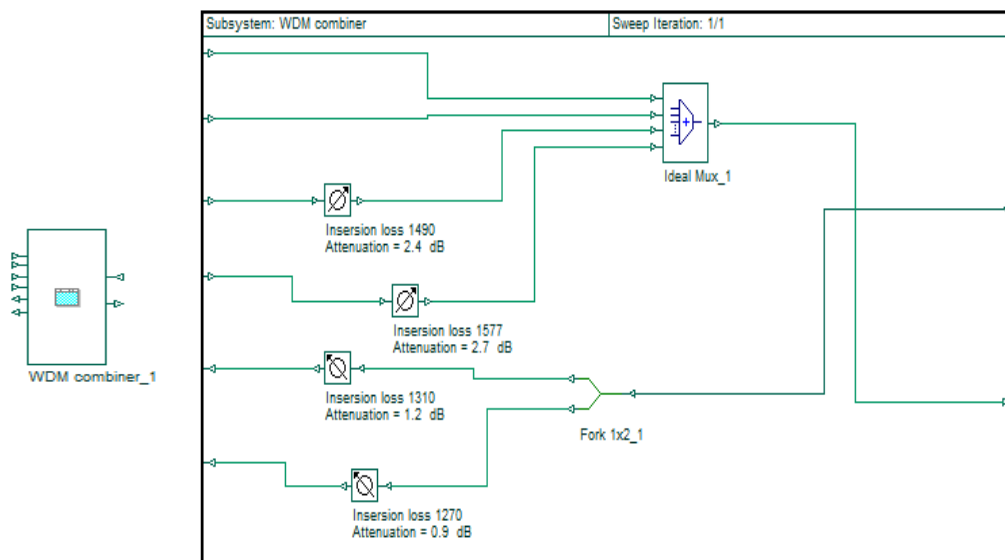 Subsystem: WDM combiner
Sweep Iteration: 1/1
Ideal Mux_1
Insersion loss 1490
Attenuation = 2.4 dB
Insersion loss 1577
Attenuation = 2.7 dB
WDM combiner_1
Insersion loss 1310
Attenuation = 1.2 dB
Fork 1x2_1
Insersion loss 1270
Attenuation = 0.9 dB